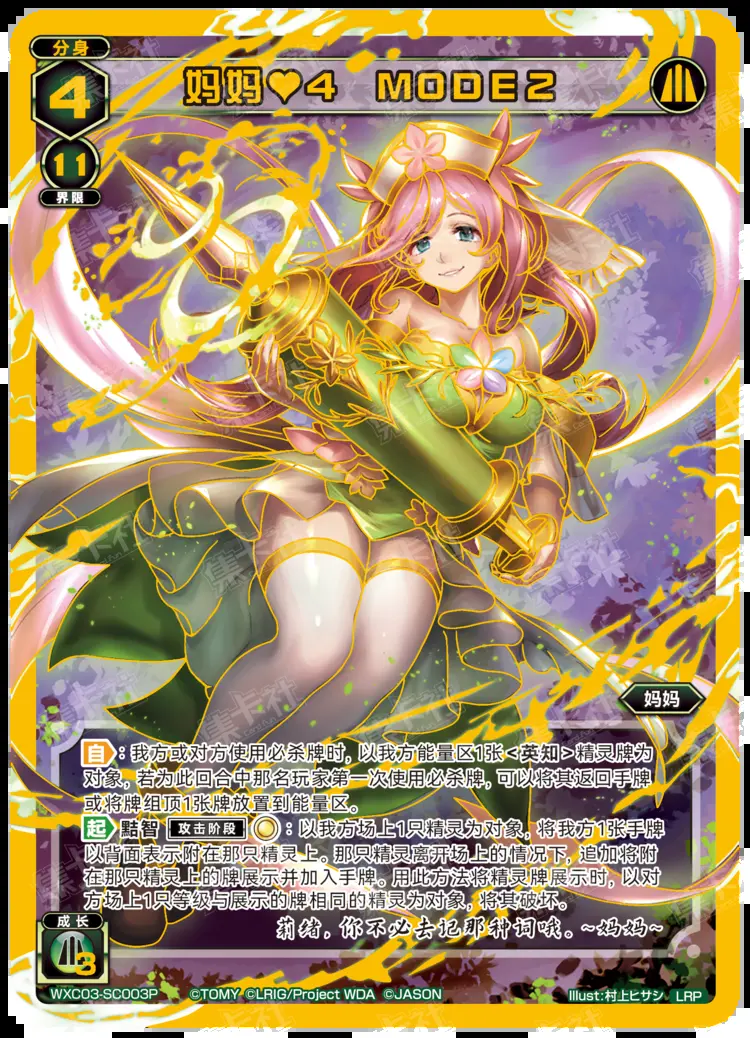 分身
4
妈妈♥4 MODE2
11
界限
妈妈
自：我方或对方使用必杀牌时，以我方能量区1张<英知>精灵牌为
对象，若为此回合中那名玩家第一次使用必杀牌，可以将其返回手牌
或将牌组顶1张牌放置到能量区。
起 黠智 攻击阶段 ：以我方场上1只精灵为对象，将我方1张手牌
以背面表示附在那只精灵上。那只精灵离开场上的情况下，追加将附
在那只精灵上的牌展示并加入手牌。用此方法将精灵牌展示时，以对
方场上1只等级与展示的牌相同的精灵为对象，将其破坏。
莉绪，你不必去记那种词哦。~妈妈~
成长
3
WXC03-SC003P ©TOMY ©LRIG/Project WDA ©JASON
Illust:村上ヒサシ LRP
集卡社